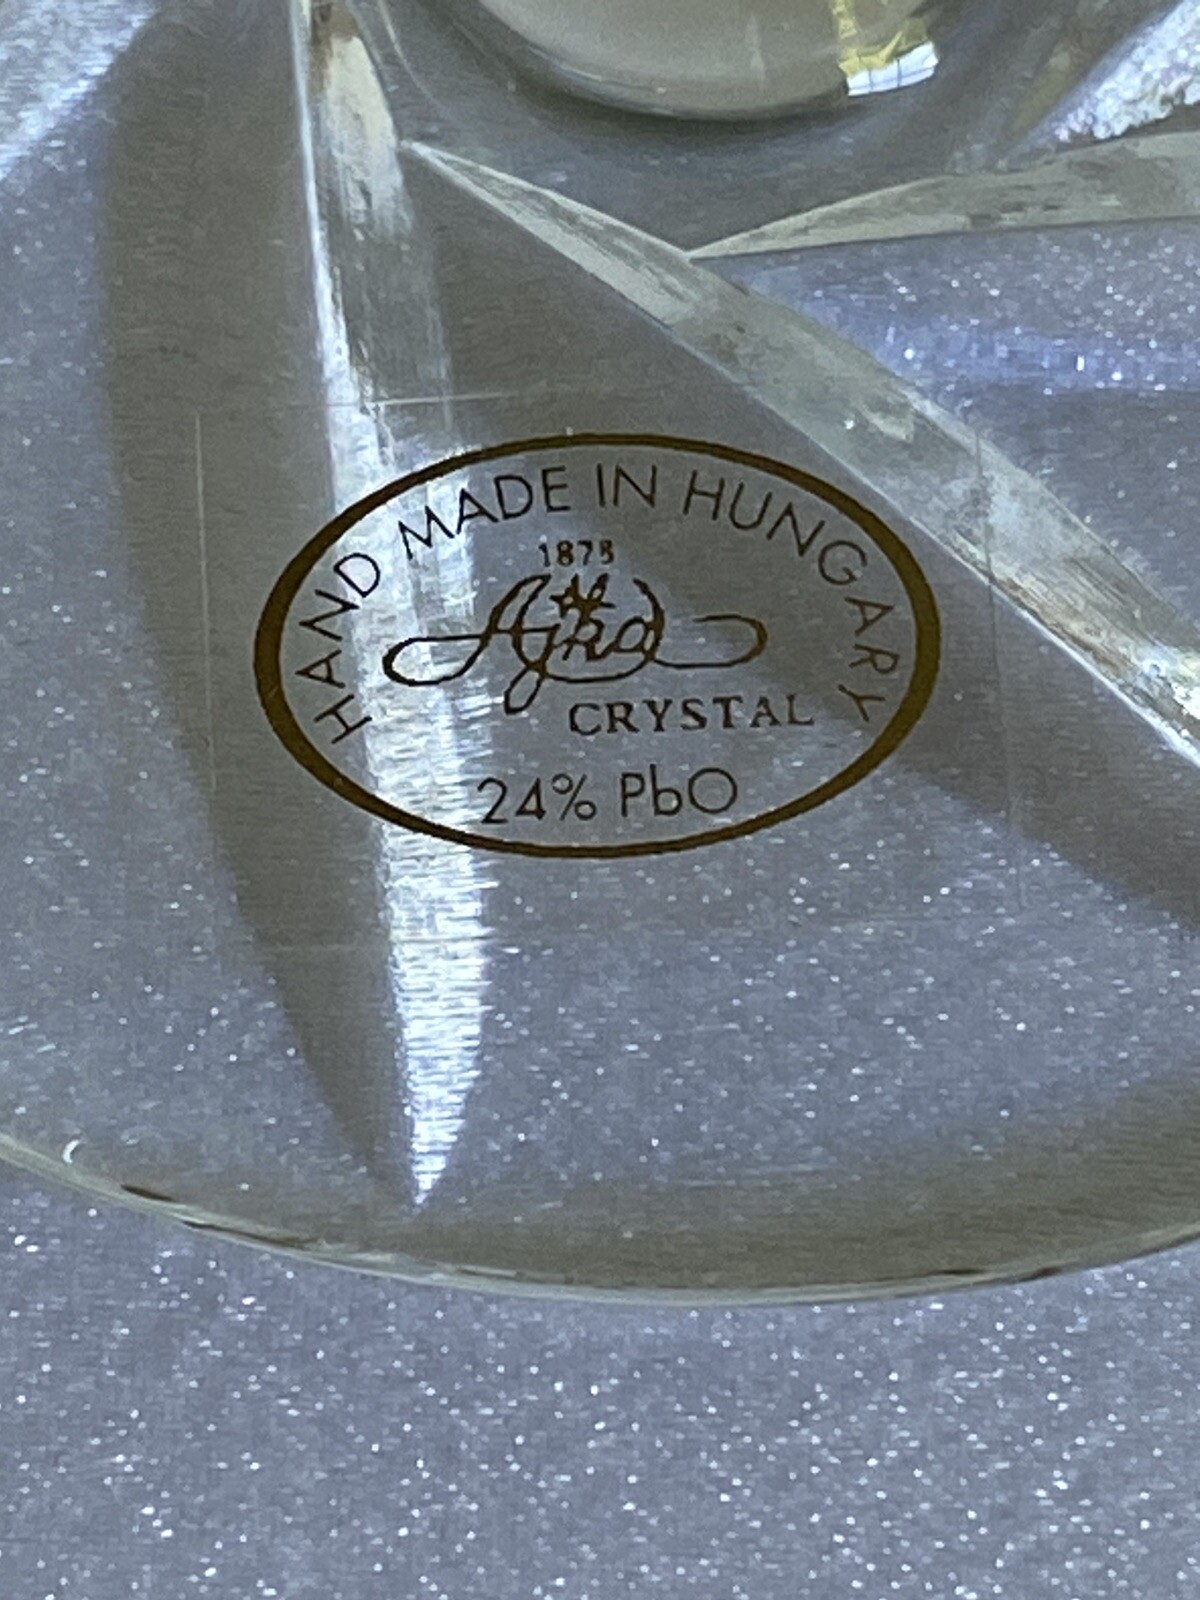 HAND MADE IN HUNGARY
1878
Ajka
CRYSTAL
24% PbO